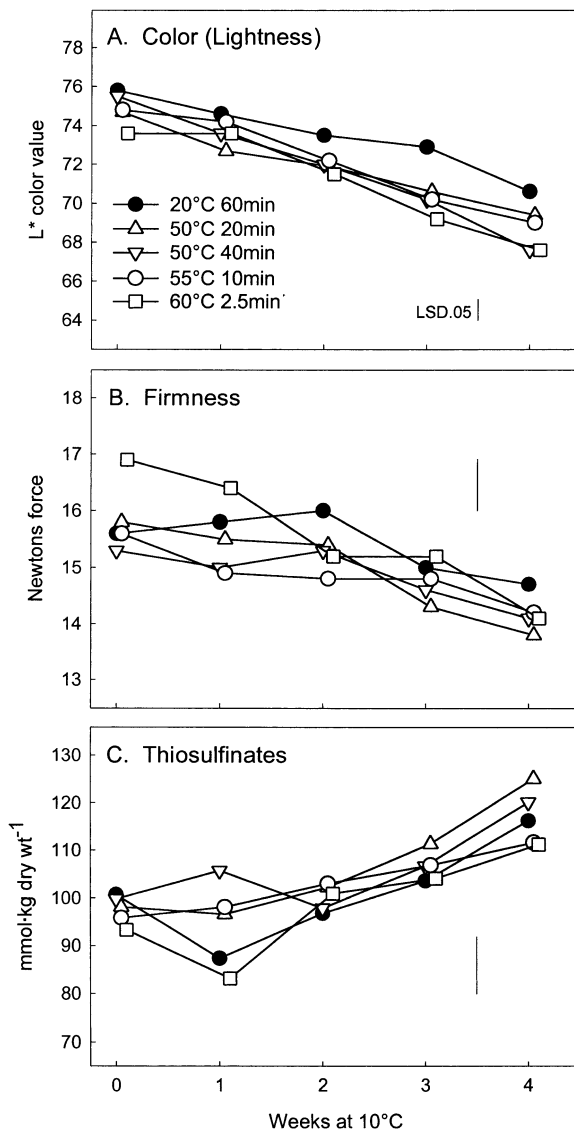 A. Color (Lightness)
78
76
74
72
70
68
66
64
L* color value
20°C 60min
50°C 20min
50°C 40min
55°C 10min
60°C 2.5min
LSD.05
B. Firmness
18
17
16
15
14
13
Newtons force
C. Thiosulfinates
130
120
110
100
90
80
70
mmol·kg dry wt⁻¹
0 1 2 3 4
Weeks at 10°C